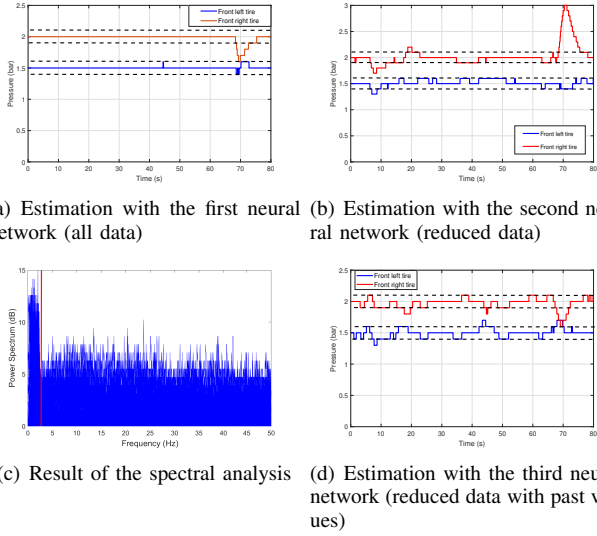 Front left tire
Front right tire
2.5
2
1.5
1
0.5
0
Pressure (bar)
0 10 20 30 40 50 60 70 80
Time (s)
3
2.5
2
1.5
1
0.5
0
Pressure (bar)
Front left tire
Front right tire
0 10 20 30 40 50 60 70 80
Time (s)
a) Estimation with the first neural
etwork (all data)
(b) Estimation with the second ne
ral network (reduced data)
15
10
5
0
Power Spectrum (dB)
0 5 10 15 20 25 30 35 40 45 50
Frequency (Hz)
Front left tire
Front right tire
2.5
2
1.5
1
0.5
0
Pressure (bar)
0 10 20 30 40 50 60 70 80
Time (s)
(c) Result of the spectral analysis
(d) Estimation with the third neu
network (reduced data with past v
ues)